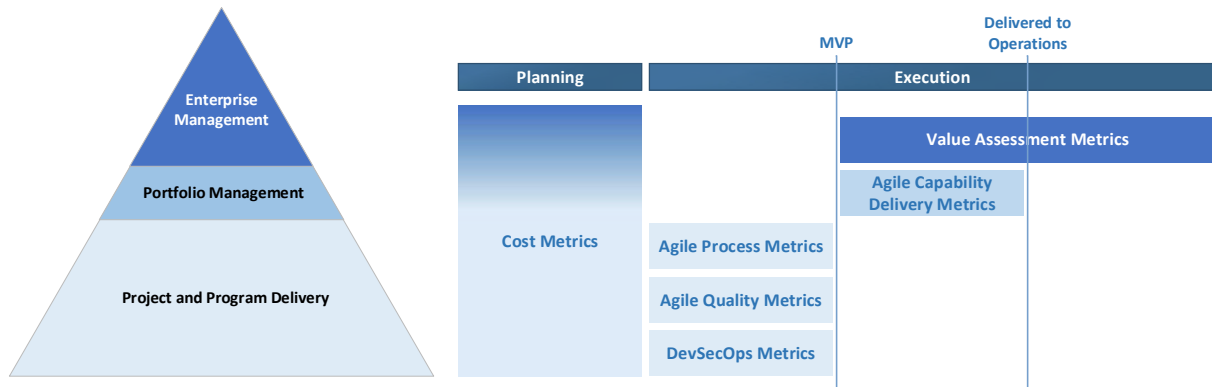 Enterprise
Management
Portfolio Management
Project and Program Delivery
MVP
Delivered to
Operations
Planning
Execution
Cost Metrics
Value Assessment Metrics
Agile Capability
Delivery Metrics
Agile Process Metrics
Agile Quality Metrics
DevSecOps Metrics